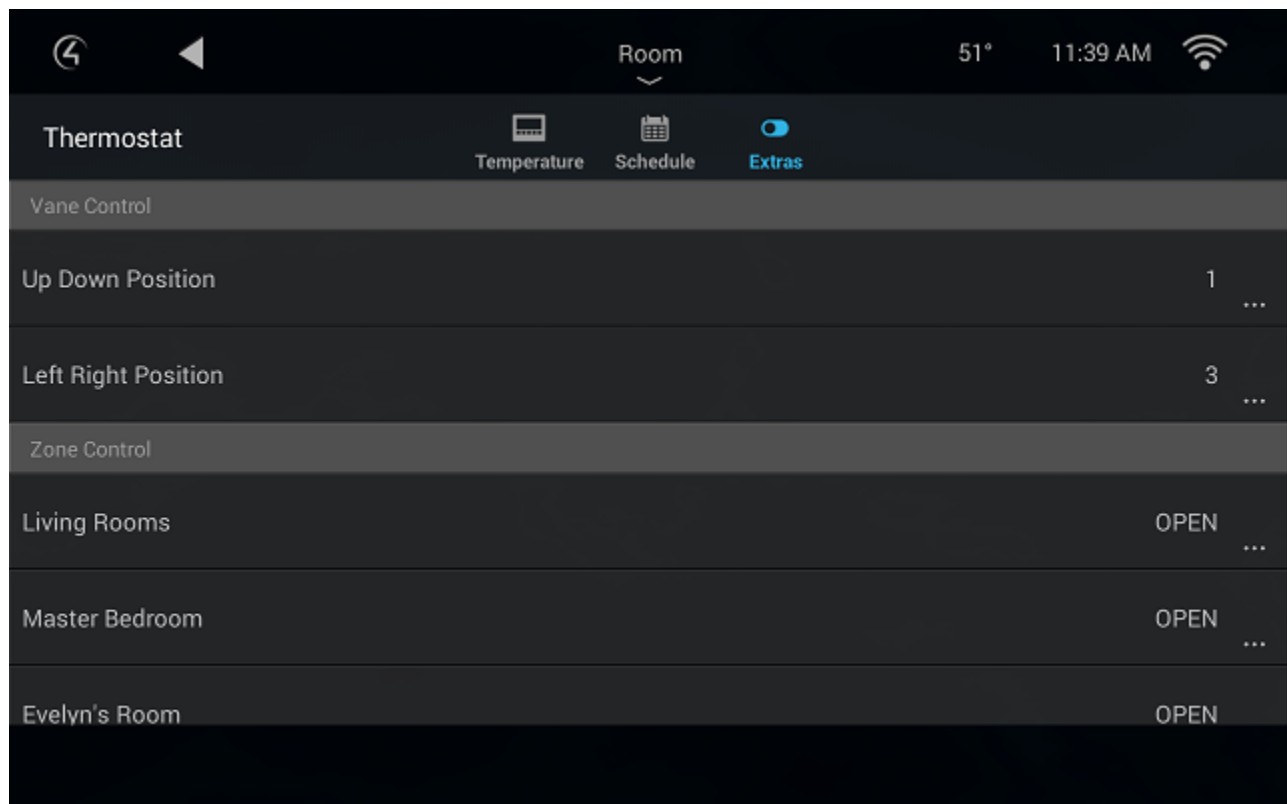 Room 51° 11:39 AM
Thermostat
Temperature Schedule Extras
Vane Control
Up Down Position 1
...
Left Right Position 3
...
Zone Control
Living Rooms OPEN
...
Master Bedroom OPEN
...
Evelyn's Room OPEN